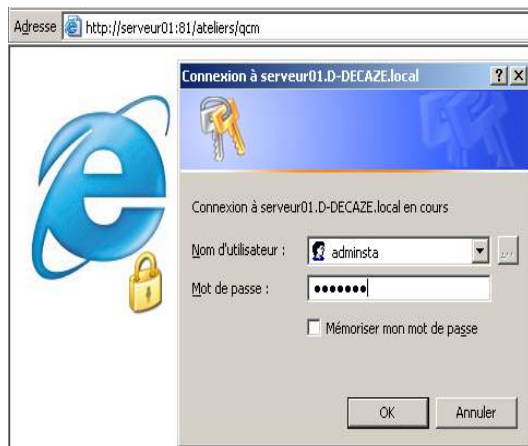 Adresse http://serveur01:81/ateliers/qcm
Connexion à serveur01.D-DECAZE.local
Connexion à serveur01.D-DECAZE.local en cours
Nom d'utilisateur : adminsta
Mot de passe : •••••••
Mémoriser mon mot de passe
OK Annuler